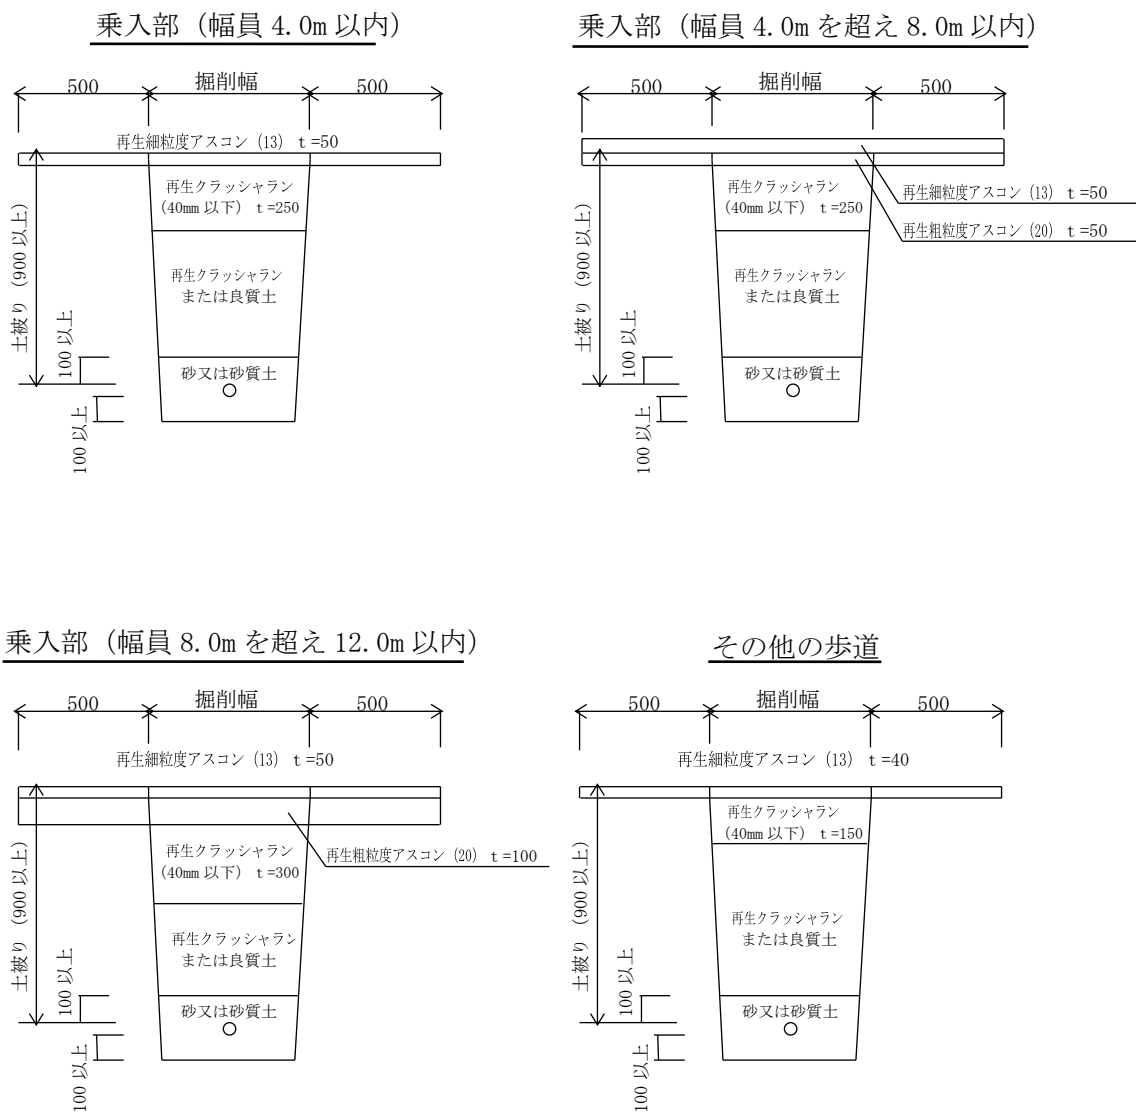 乗入部（幅員 4.0m 以内）
500
掘削幅
500
再生細粒度アスコン（13） t =50
再生クラッシャラン
（40mm 以下） t =250
再生クラッシャラン
または良質土
砂又は砂質土
土被り（900 以上）
100 以上
100 以上
乗入部（幅員 4.0m を超え 8.0m 以内）
500
掘削幅
500
再生細粒度アスコン（13） t =50
再生粗粒度アスコン（20） t =50
再生クラッシャラン
（40mm 以下） t =250
再生クラッシャラン
または良質土
砂又は砂質土
土被り（900 以上）
100 以上
100 以上
乗入部（幅員 8.0m を超え 12.0m 以内）
500
掘削幅
500
再生細粒度アスコン（13） t =50
再生粗粒度アスコン（20） t =100
再生クラッシャラン
（40mm 以下） t =300
再生クラッシャラン
または良質土
砂又は砂質土
土被り（900 以上）
100 以上
100 以上
その他の歩道
500
掘削幅
500
再生細粒度アスコン（13） t =40
再生クラッシャラン
（40mm 以下） t =150
再生クラッシャラン
または良質土
砂又は砂質土
土被り（900 以上）
100 以上
100 以上